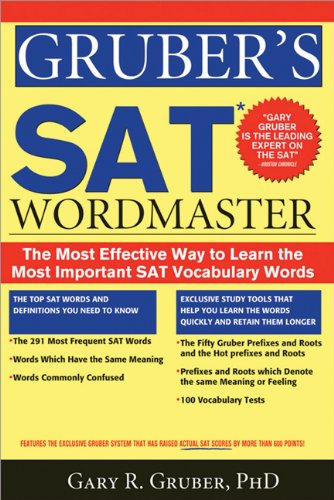 GRUBER'S
SAT*
WORDMASTER
"GARY
GRUBER
IS THE LEADING
EXPERT ON
THE SAT"
—HOUSTON CHRONICLE
The Most Effective Way to Learn the
Most Important SAT Vocabulary Words
THE TOP SAT WORDS AND
DEFINITIONS YOU NEED TO KNOW
• The 291 Most Frequent SAT Words
• Words Which Have the Same Meaning
• Words Commonly Confused
EXCLUSIVE STUDY TOOLS THAT
HELP YOU LEARN THE WORDS
QUICKLY AND RETAIN THEM LONGER
• The Fifty Gruber Prefixes and Roots
and the Hot prefixes and Roots
• Prefixes and Roots which Denote
the same Meaning or Feeling
• 100 Vocabulary Tests
FEATURES THE EXCLUSIVE GRUBER SYSTEM THAT HAS RAISED ACTUAL SAT SCORES BY MORE THAN 600 POINTS!
GARY R. GRUBER, PHD